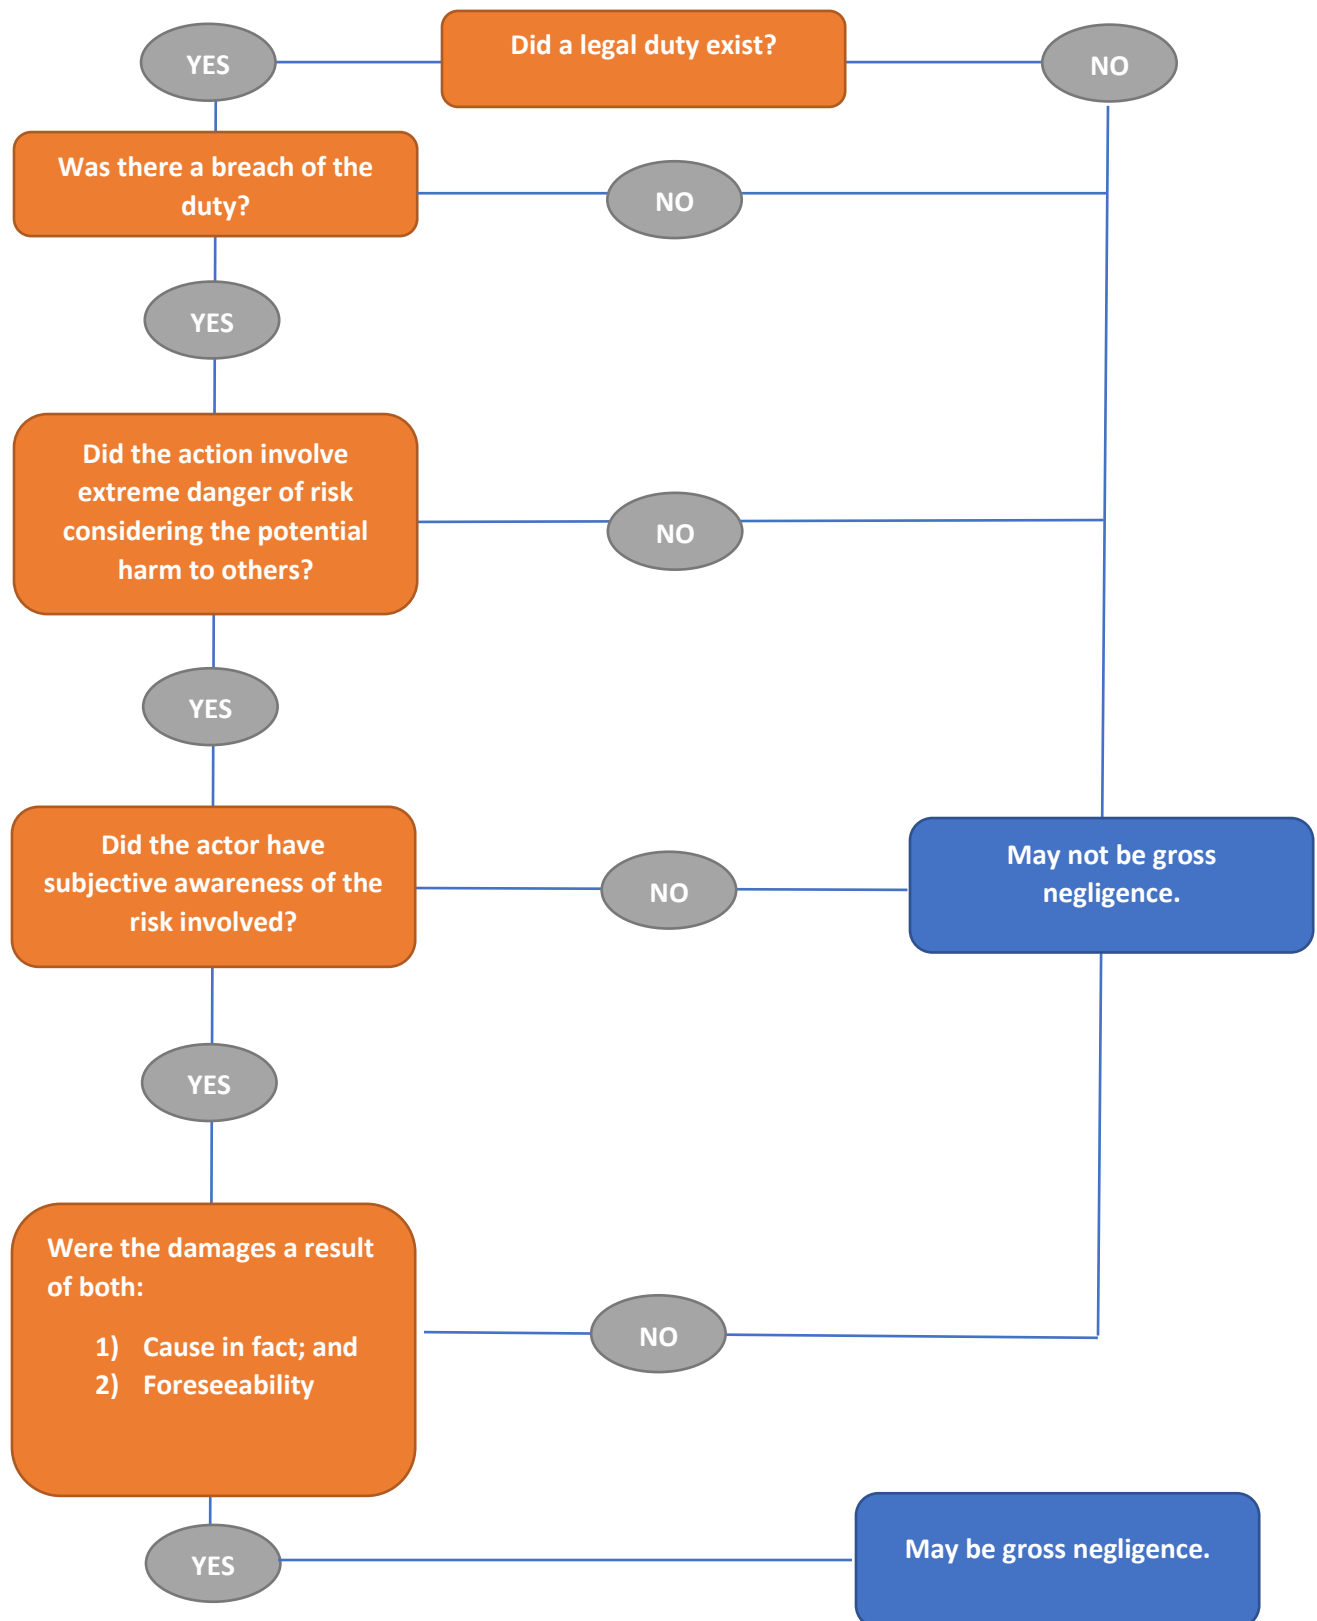 Did a legal duty exist?
YES
NO
Was there a breach of the
duty?
NO
YES
Did the action involve
extreme danger of risk
considering the potential
harm to others?
NO
YES
Did the actor have
subjective awareness of the
risk involved?
NO
May not be gross
negligence.
YES
Were the damages a result
of both:
1) Cause in fact; and
2) Foreseeability
NO
YES
May be gross negligence.